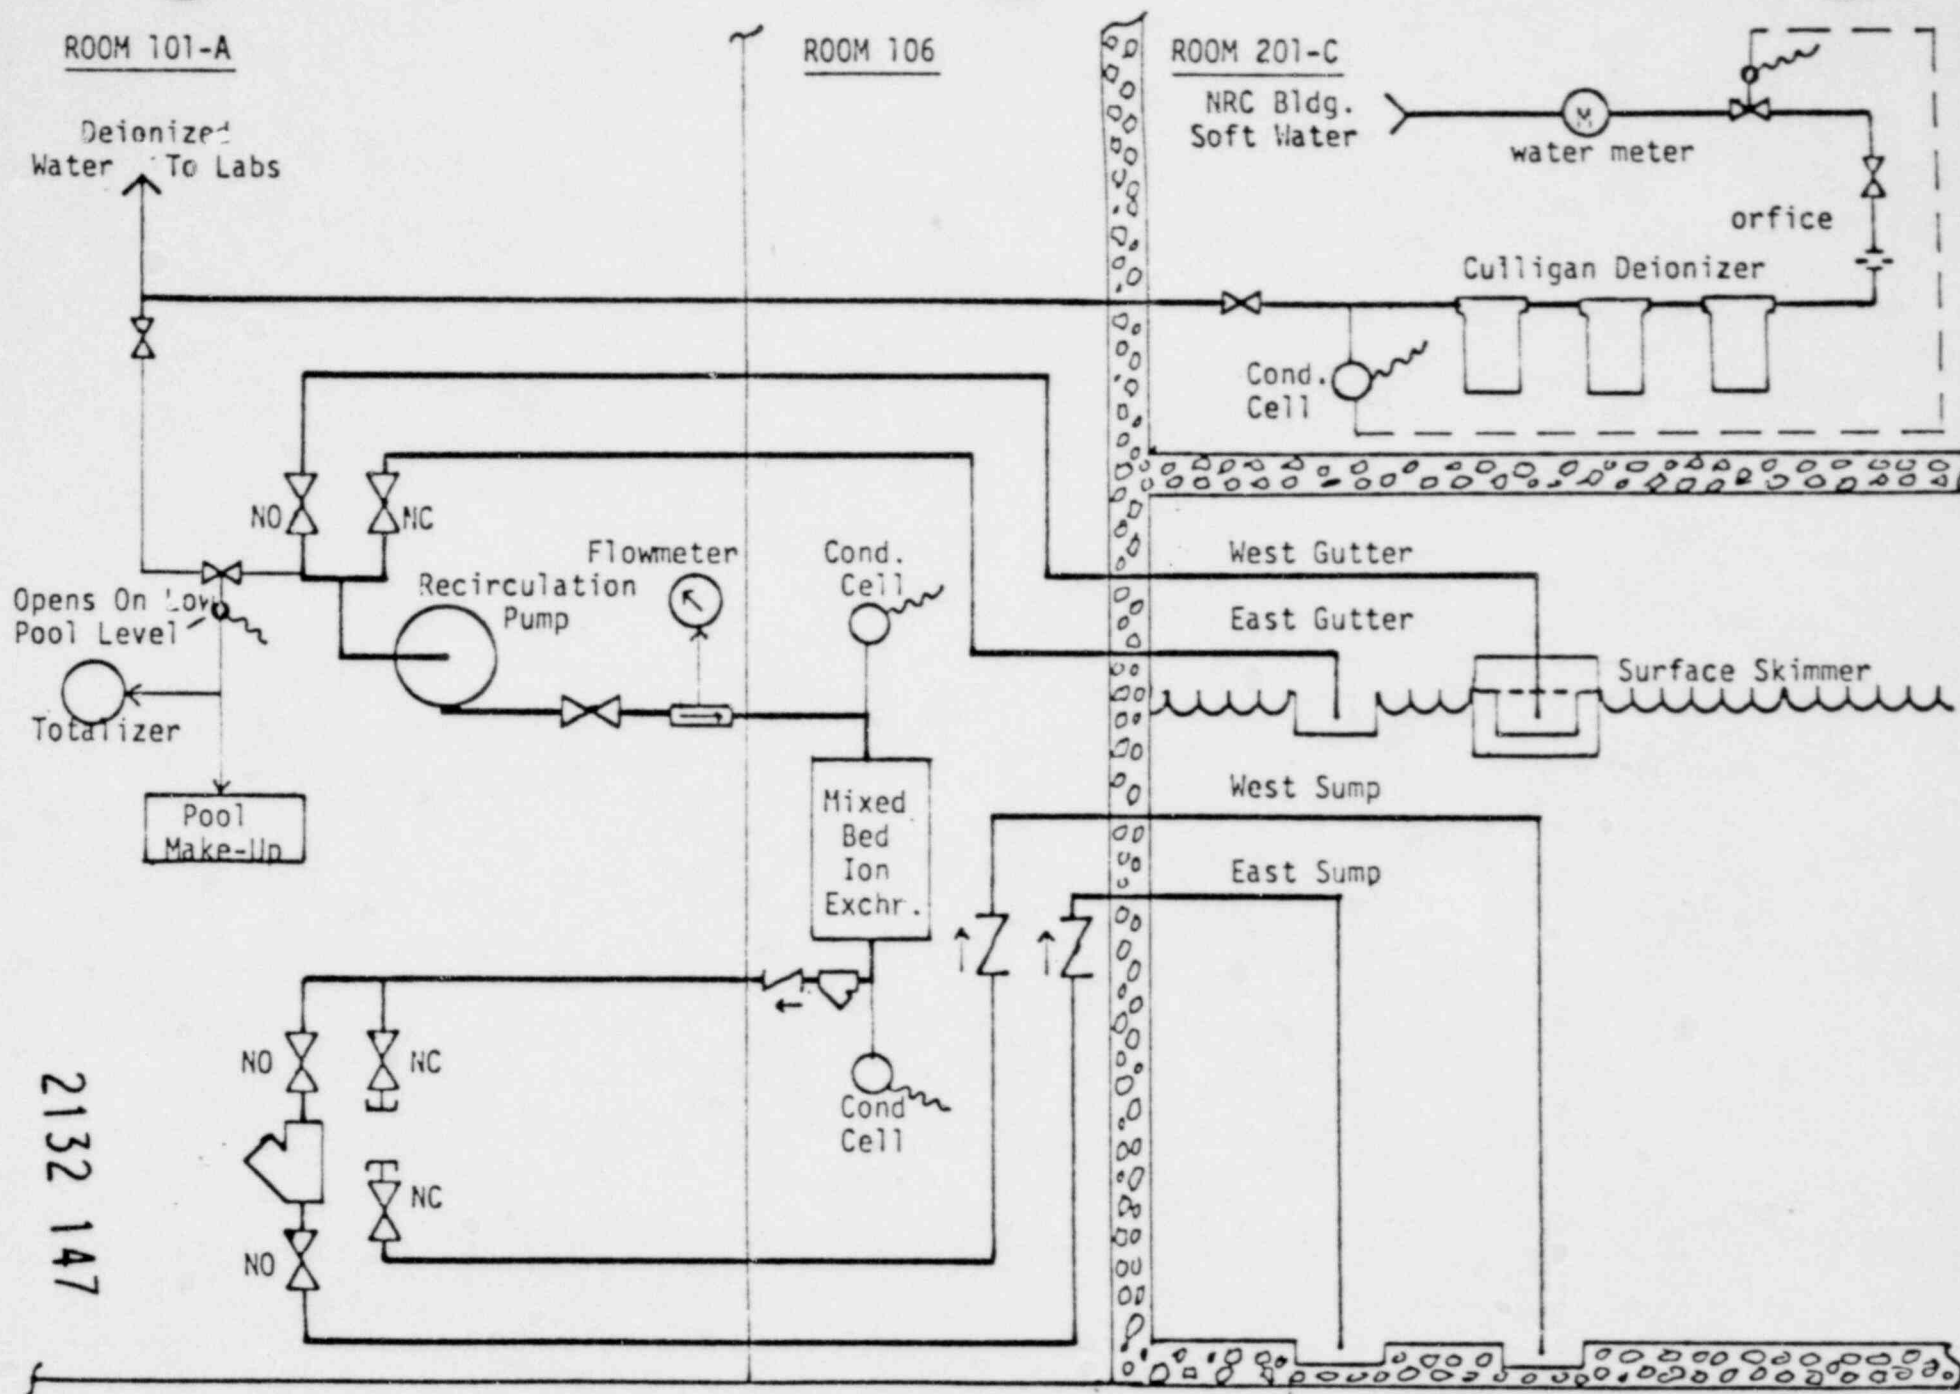 ROOM 101-A
ROOM 106
ROOM 201-C
Deionized
Water To Labs
NRC Bldg.
Soft Water
M
water meter
orfice
Culligan Deionizer
Cond.
Cell
NO
NC
Opens On Low
Pool Level
Totalizer
Pool
Make-Up
Recirculation
Pump
Flowmeter
Cond.
Cell
West Gutter
East Gutter
Surface Skimmer
Mixed
Bed
Ion
Exchr.
West Sump
East Sump
NO
NC
Cond
Cell
NC
NO
2132 147